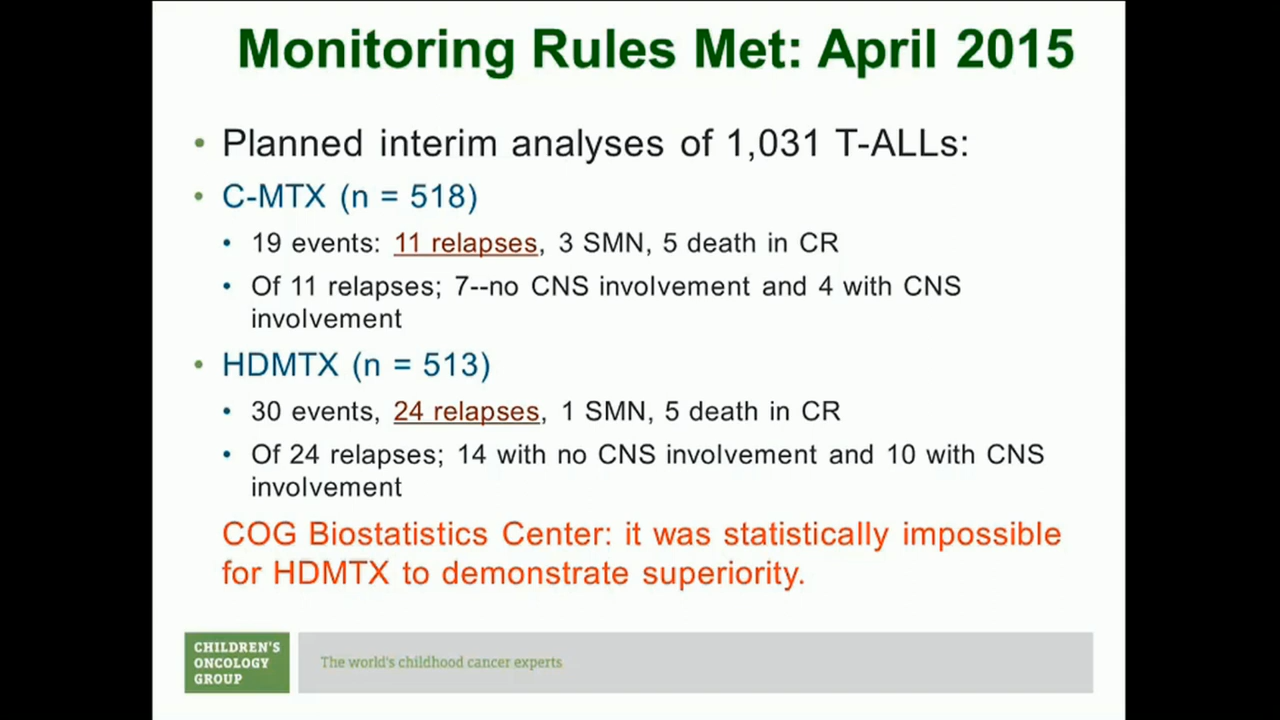 Monitoring Rules Met: April 2015
• Planned interim analyses of 1,031 T-ALLs:
• C-MTX (n = 518)
• 19 events: 11 relapses, 3 SMN, 5 death in CR
• Of 11 relapses; 7--no CNS involvement and 4 with CNS
involvement
• HDMTX (n = 513)
• 30 events, 24 relapses, 1 SMN, 5 death in CR
• Of 24 relapses; 14 with no CNS involvement and 10 with CNS
involvement
COG Biostatistics Center: it was statistically impossible
for HDMTX to demonstrate superiority.
CHILDREN'S
ONCOLOGY
GROUP
The world's childhood cancer experts